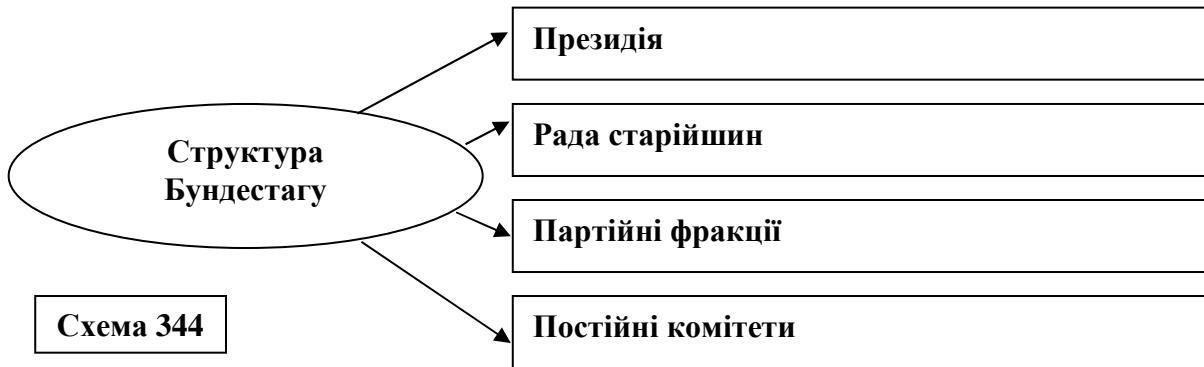 Президія
Рада старійшин
Структура
Бундестагу
Партійні фракції
Схема 344
Постійні комітети